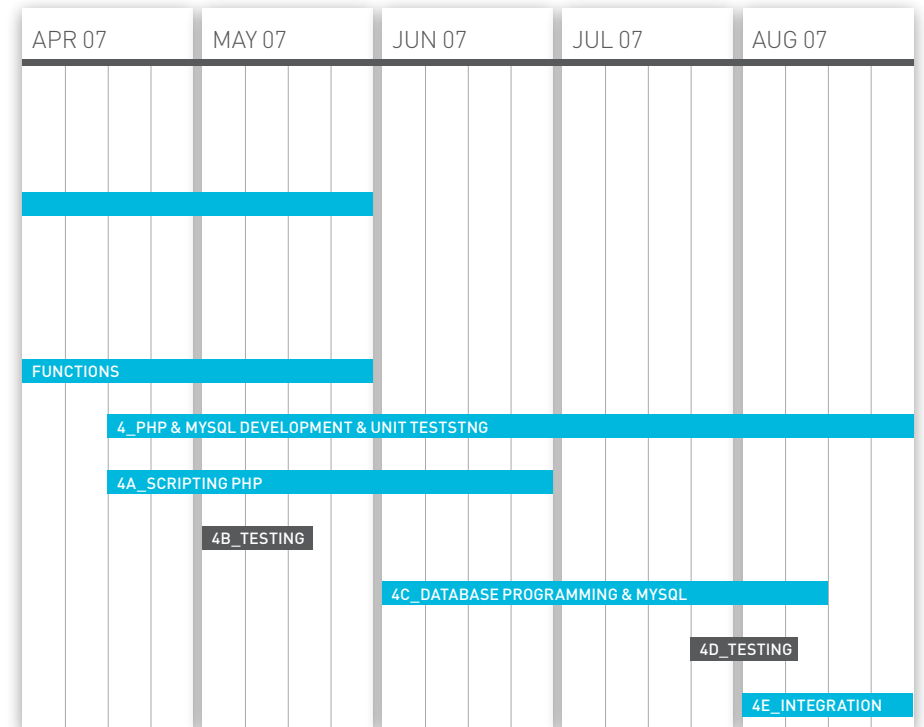 APR 07 MAY 07 JUN 07 JUL 07 AUG 07
FUNCTIONS
4_PHP & MYSQL DEVELOPMENT & UNIT TESTSTNG
4A_SCRIPTING PHP
4B_TESTING
4C_DATABASE PROGRAMMING & MYSQL
4D_TESTING
4E_INTEGRATION